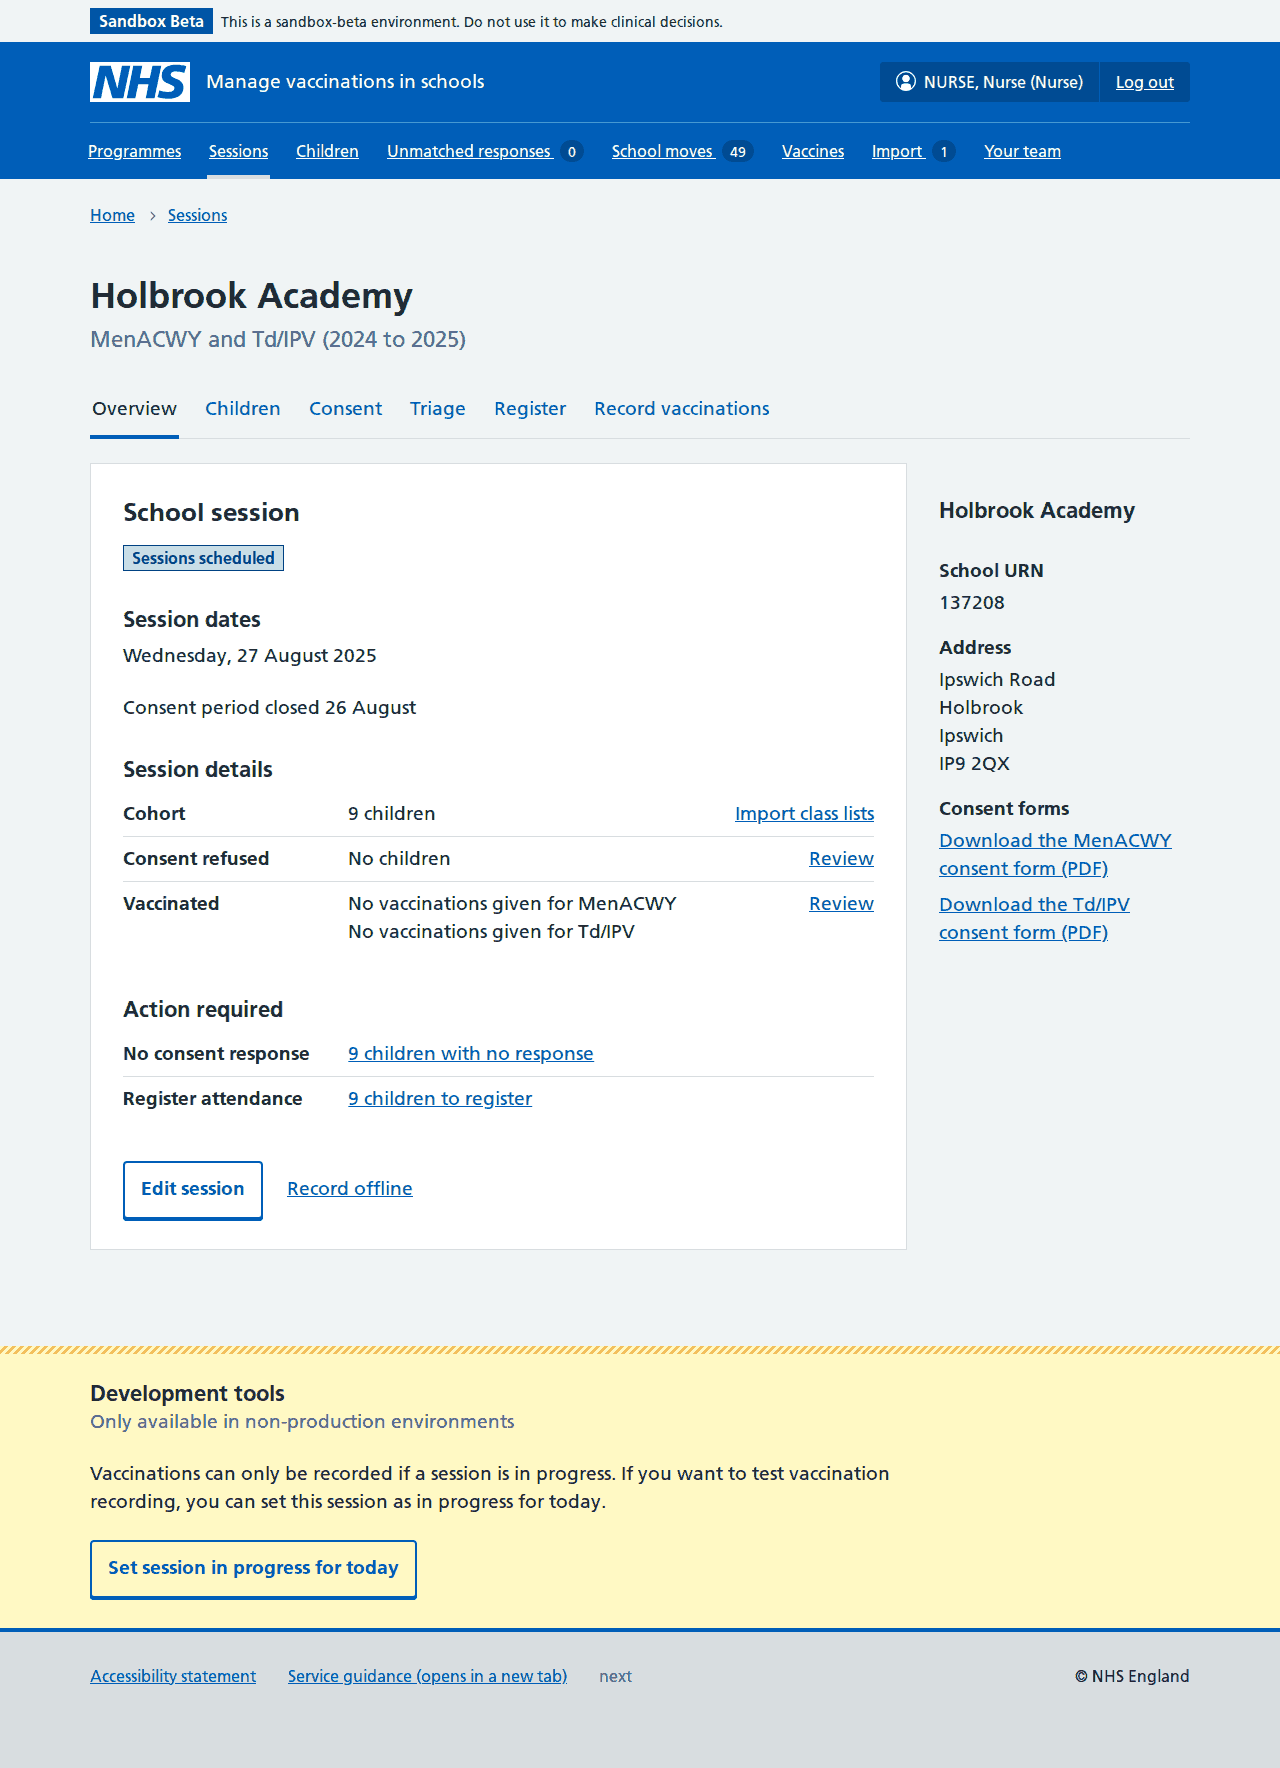 Sandbox Beta This is a sandbox-beta environment. Do not use it to make clinical decisions.
NHS Manage vaccinations in schools NURSE, Nurse (Nurse) Log out
Programmes Sessions Children Unmatched responses 0 School moves 49 Vaccines Import 1 Your team
Home Sessions
Holbrook Academy
MenACWY and Td/IPV (2024 to 2025)
Overview Children Consent Triage Register Record vaccinations
School session
Sessions scheduled
Session dates
Wednesday, 27 August 2025
Consent period closed 26 August
Session details
Cohort 9 children Import class lists
Consent refused No children Review
Vaccinated No vaccinations given for MenACWY Review
No vaccinations given for Td/IPV
Action required
No consent response 9 children with no response
Register attendance 9 children to register
Edit session Record offline
Holbrook Academy
School URN
137208
Address
Ipswich Road
Holbrook
Ipswich
IP9 2QX
Consent forms
Download the MenACWY
consent form (PDF)
Download the Td/IPV
consent form (PDF)
Development tools
Only available in non-production environments
Vaccinations can only be recorded if a session is in progress. If you want to test vaccination
recording, you can set this session as in progress for today.
Set session in progress for today
Accessibility statement Service guidance (opens in a new tab) next © NHS England